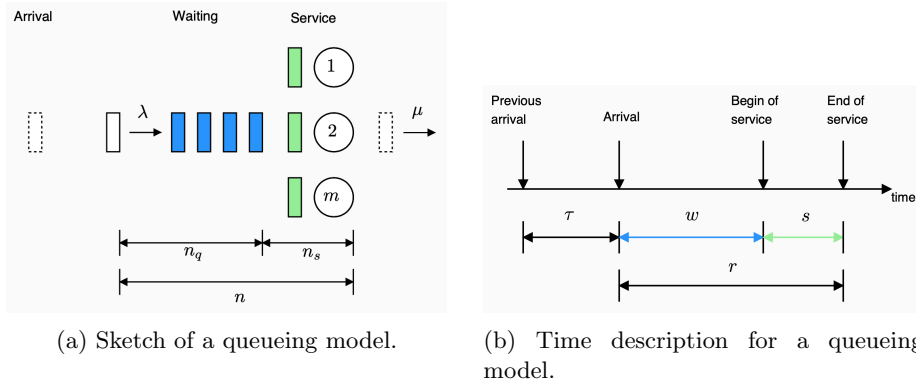 Arrival
Waiting
Service
λ
1
2
m
μ
n_q
n_s
n
(a) Sketch of a queueing model.
Previous
arrival
Arrival
Begin of
service
End of
service
time
τ
w
s
r
(b) Time description for a queueing
model.